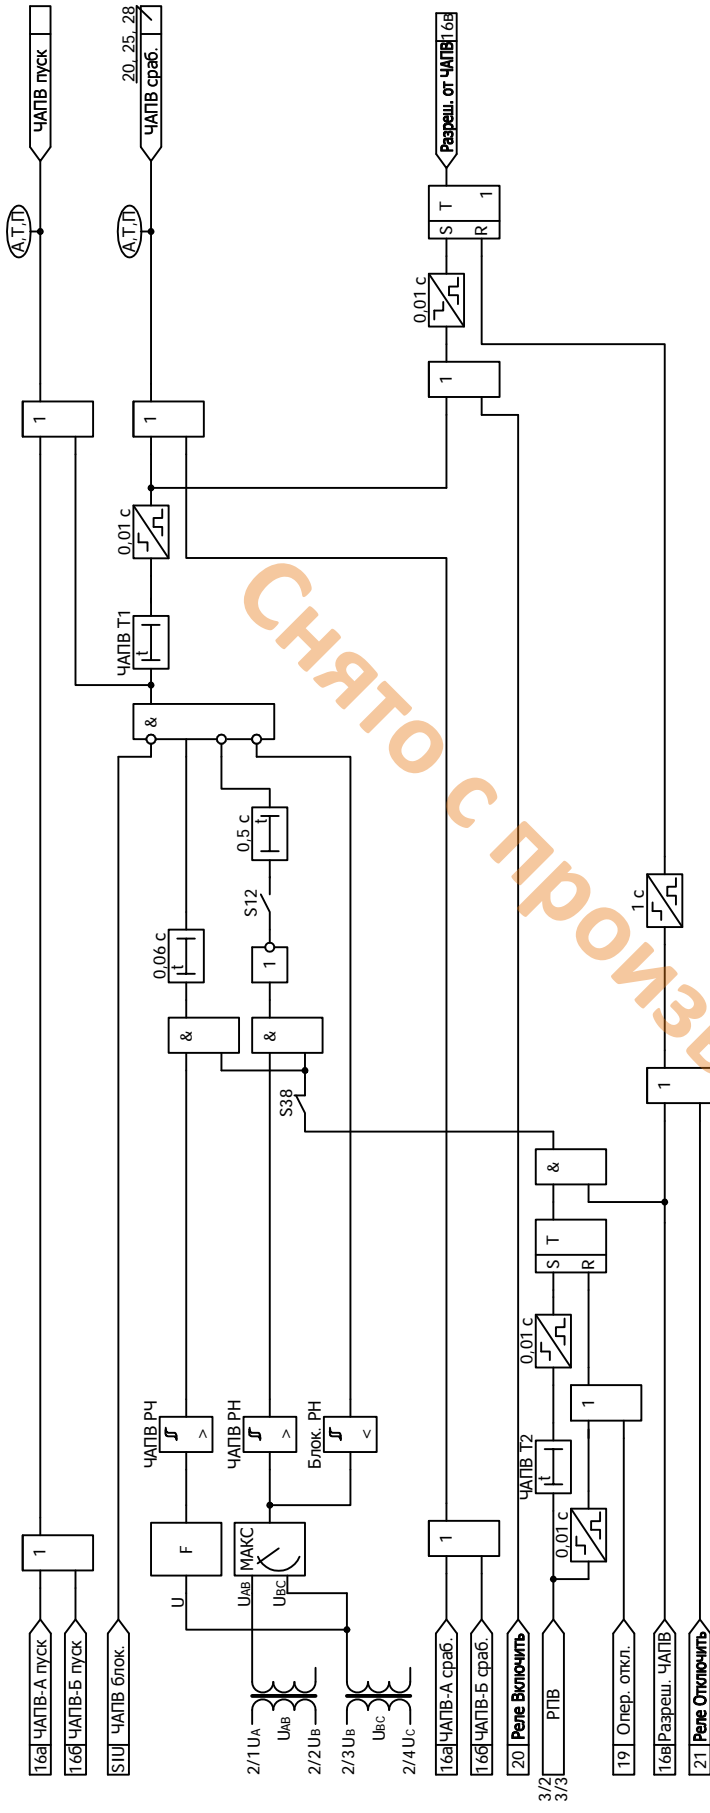 ЧАПВ пуск
20, 25, 28
ЧАПВ сраб.
Разреш. от ЧАПВ 16в
А,Т,П
А,Т,П
S T 1
R
0,01 с
1
1
1
0,01 с
ЧАПВ Т1
t
&
0,5 с
t
S12
1
0,06 с
t
&
&
S38
1 с
1
&
S T
R
0,01 с
1
ЧАПВ Т2
t
0,01 с
ЧАПВ РЧ
>
ЧАПВ РН
>
Блок. РН
<
F
МАКС
U
UAB
UBC
1
1
16а ЧАПВ-А пуск
16б ЧАПВ-Б пуск
SIU ЧАПВ блок.
2/1 UA
UAB
2/2 UB
2/3 UB
UBC
2/4 UC
16а ЧАПВ-А сраб.
16б ЧАПВ-Б сраб.
20 Реле Включить
3/2
3/3
РПВ
19 Опер. откл.
16в Разреш. ЧАПВ
21 Реле Отключить
Снято с произв